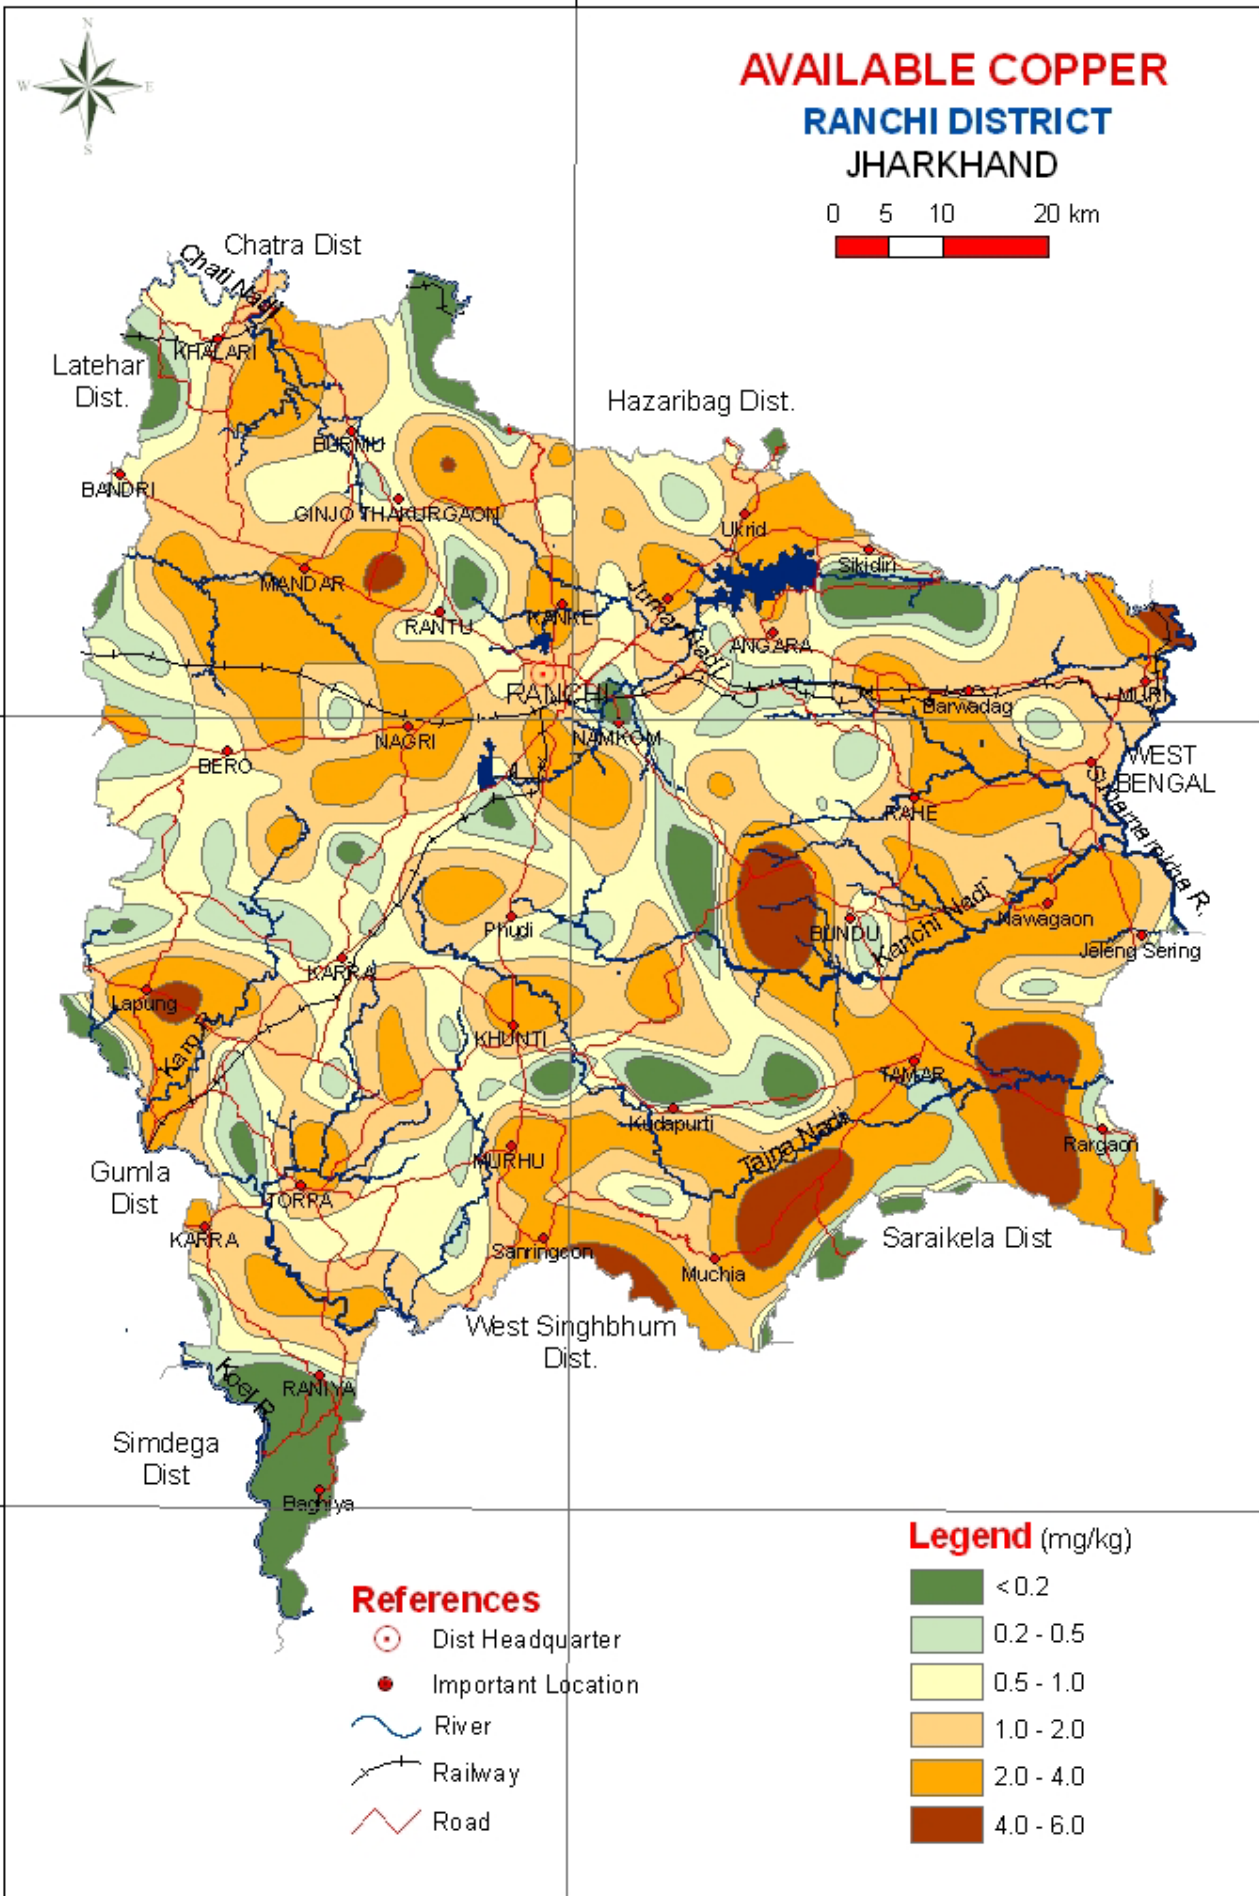 N
W
E
S
AVAILABLE COPPER
RANCHI DISTRICT
JHARKHAND
0 5 10 20 km
Chatra Dist
Chati Nadi
KHALARI
Latehar
Dist.
Hazaribag Dist.
BURMU
BANDRI
GINJO THAKURGAON
Ukrid
Sikidiri
MANDAR
RANTU
KANKE
Jumar Nadi
ANGARA
RANCHI
MURI
Barwadag
NAGRI
NAMKOM
BERO
WEST
BENGAL
RAHE
Subarnarekha R.
Phudi
BUNDU
Kanchi Nadi
Nawagaon
Jeleng Sering
KARRA
Lapung
Karo R
KHUNTI
TAMAR
Kudapurti
Tajna Nadi
Rargaon
MURHU
Gumla
Dist
TORPA
KARRA
Sanringoon
Saraikela Dist
Muchia
West Singhbhum
Dist.
Koel R
RANIYA
Simdega
Dist
Baghiya
Legend (mg/kg)
< 0.2
0.2 - 0.5
0.5 - 1.0
1.0 - 2.0
2.0 - 4.0
4.0 - 6.0
References
Dist Headquarter
Important Location
River
Railway
Road